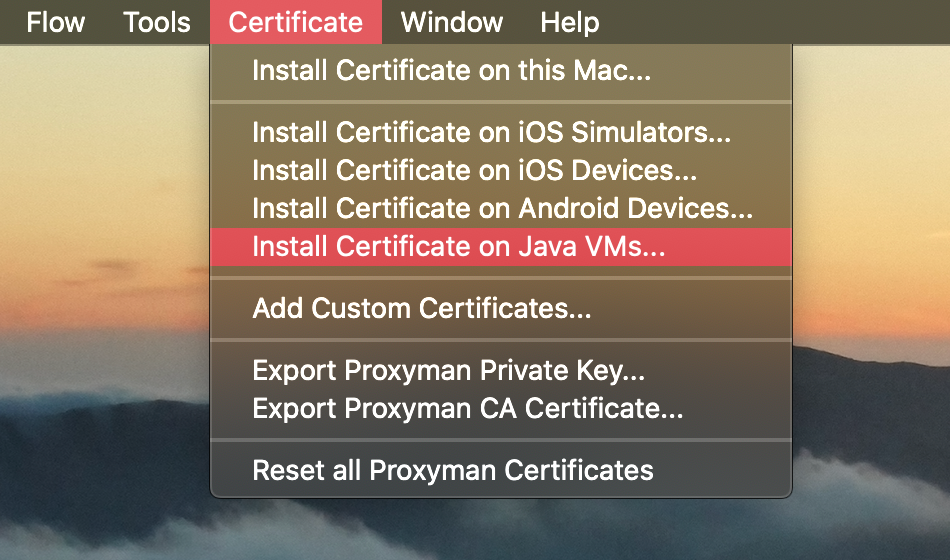 Flow Tools Certificate Window Help
Install Certificate on this Mac...
Install Certificate on iOS Simulators...
Install Certificate on iOS Devices...
Install Certificate on Android Devices...
Install Certificate on Java VMs...
Add Custom Certificates...
Export Proxyman Private Key...
Export Proxyman CA Certificate...
Reset all Proxyman Certificates